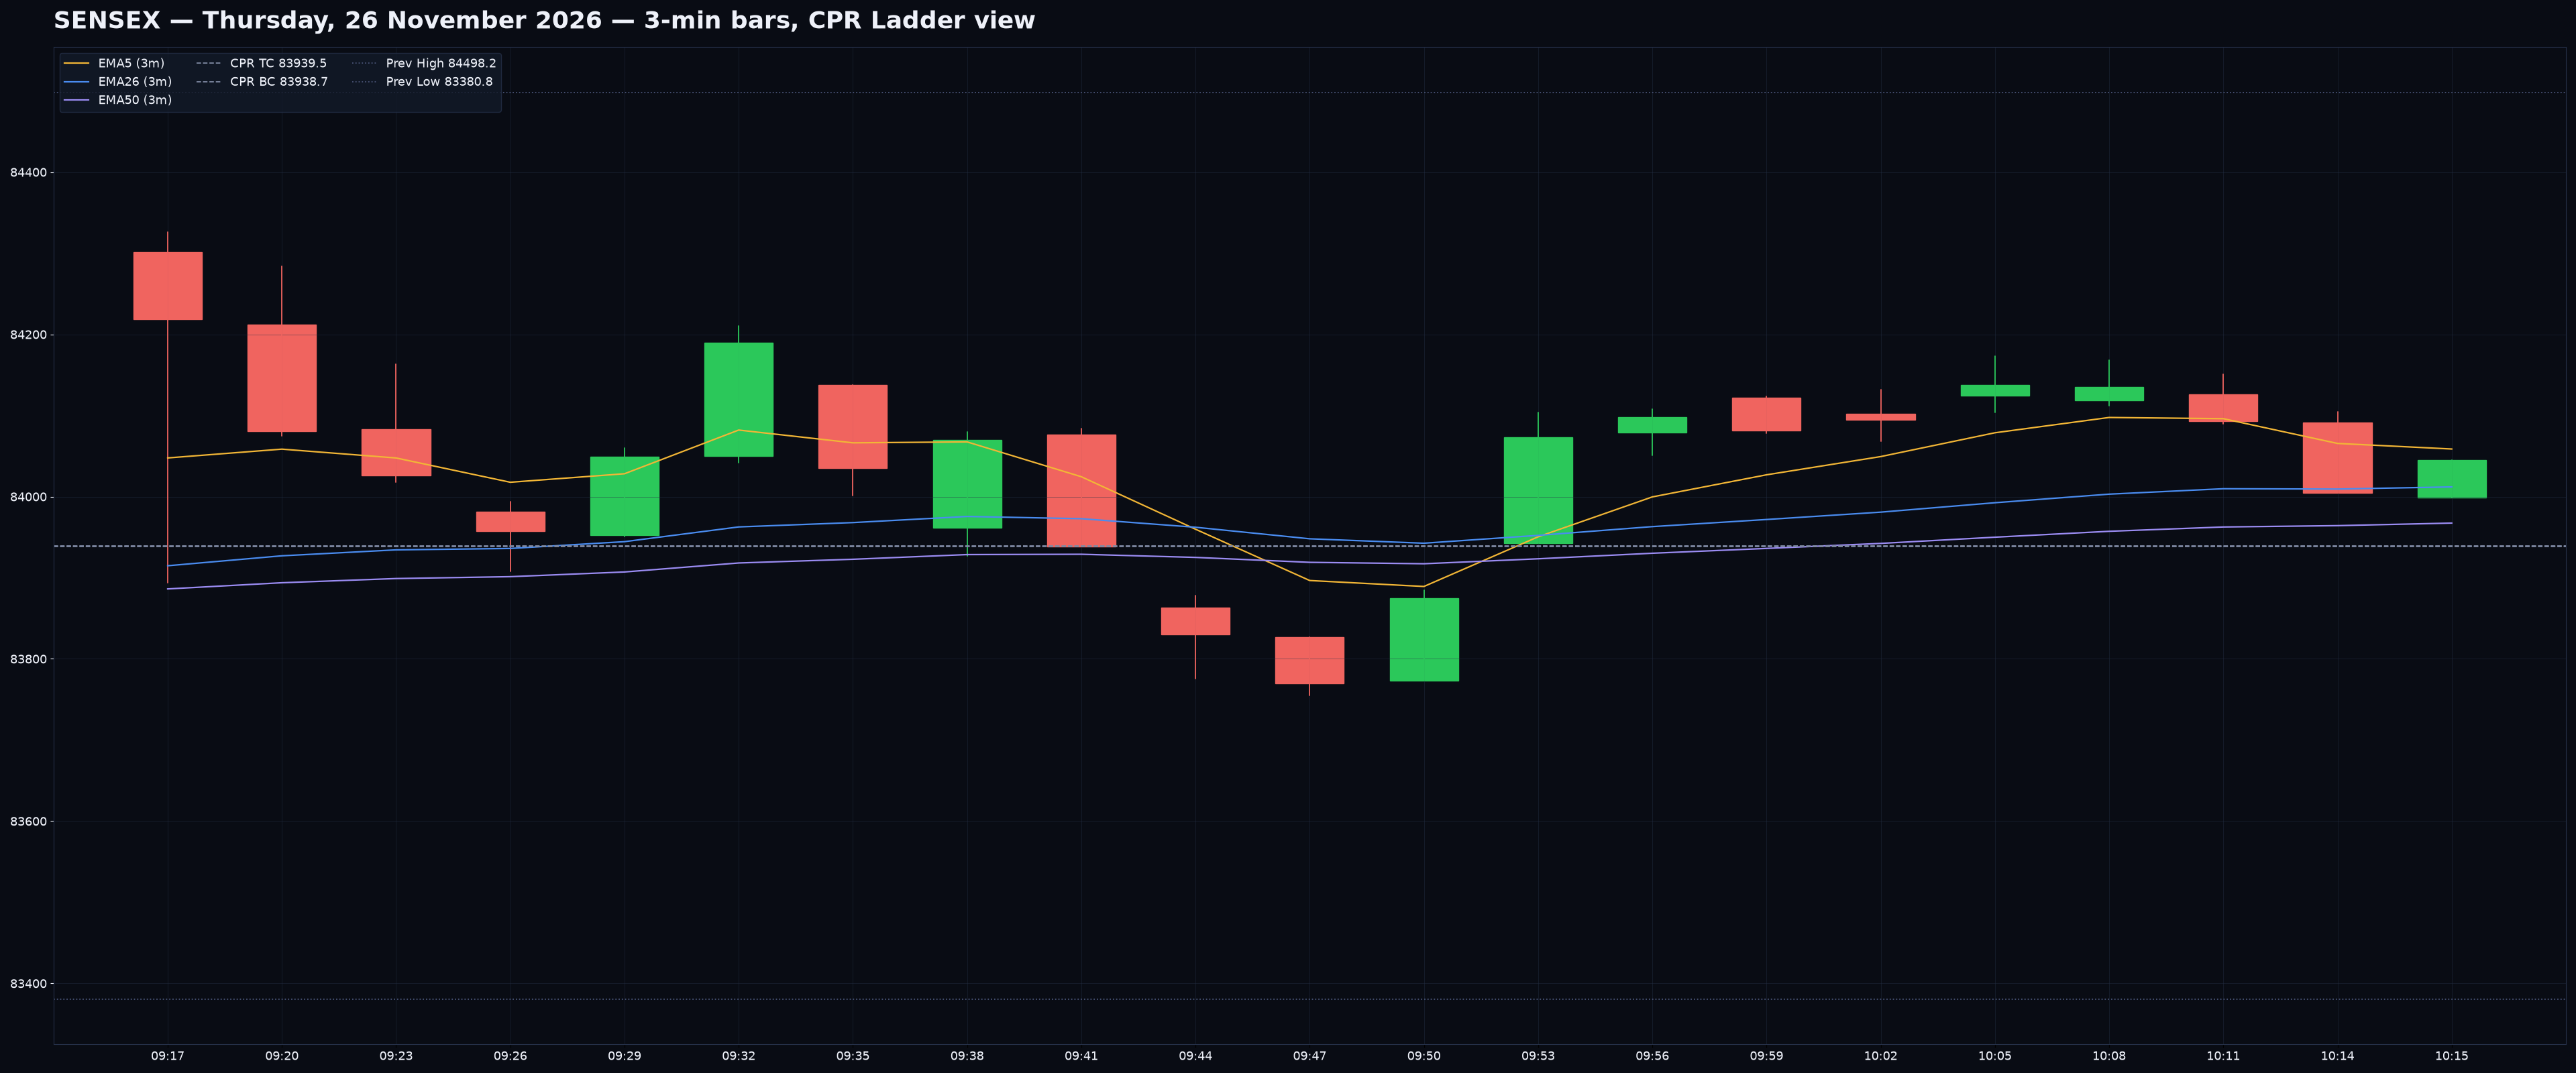 SENSEX — Thursday, 26 November 2026 — 3-min bars, CPR Ladder view
EMA5 (3m) CPR TC 83939.5 Prev High 84498.2
EMA26 (3m) CPR BC 83938.7 Prev Low 83380.8
EMA50 (3m)
84400
84200
84000
83800
83600
83400
09:17 09:20 09:23 09:26 09:29 09:32 09:35 09:38 09:41 09:44 09:47 09:50 09:53 09:56 09:59 10:02 10:05 10:08 10:11 10:14 10:15